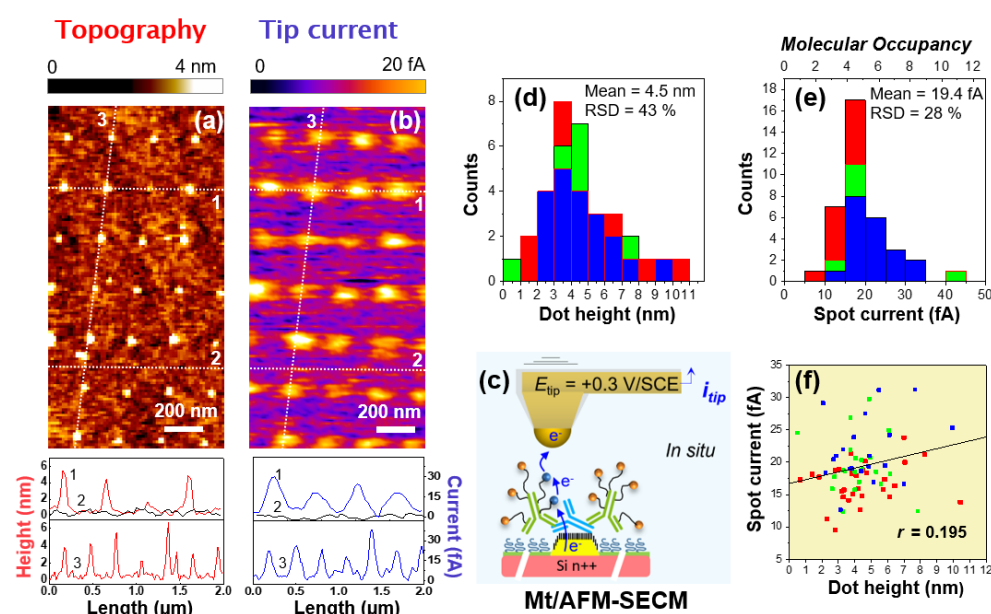 Topography
Tip current
0 4 nm
0 20 fA
(a)
3
1
2
200 nm
(b)
3
1
2
200 nm
Height (nm)
6
4
2
0
1
2
6
4
2
0
3
0.0 0.5 1.0 1.5 2.0
Length (µm)
1
2
30
15
0
3
45
30
15
0
Current (fA)
0.0 0.5 1.0 1.5 2.0
Length (µm)
(d)
Mean = 4.5 nm
RSD = 43 %
Counts
8
6
4
2
0
0 1 2 3 4 5 6 7 8 9 10 11
Dot height (nm)
Molecular Occupancy
0 2 4 6 8 10
(e)
Mean = 19.4 fA
RSD = 28 %
Counts
18
16
14
12
10
8
6
4
2
0
0 10 20 30 40 50
Spot current (fA)
(c)
Etip = +0.3 V/SCE
itip
e-
In situ
e-
e-
Si n++
Mt/AFM-SECM
(f)
Spot current (fA)
35
30
25
20
15
10
5
r = 0.195
0 1 2 3 4 5 6 7 8 9 10 12
Dot height (nm)